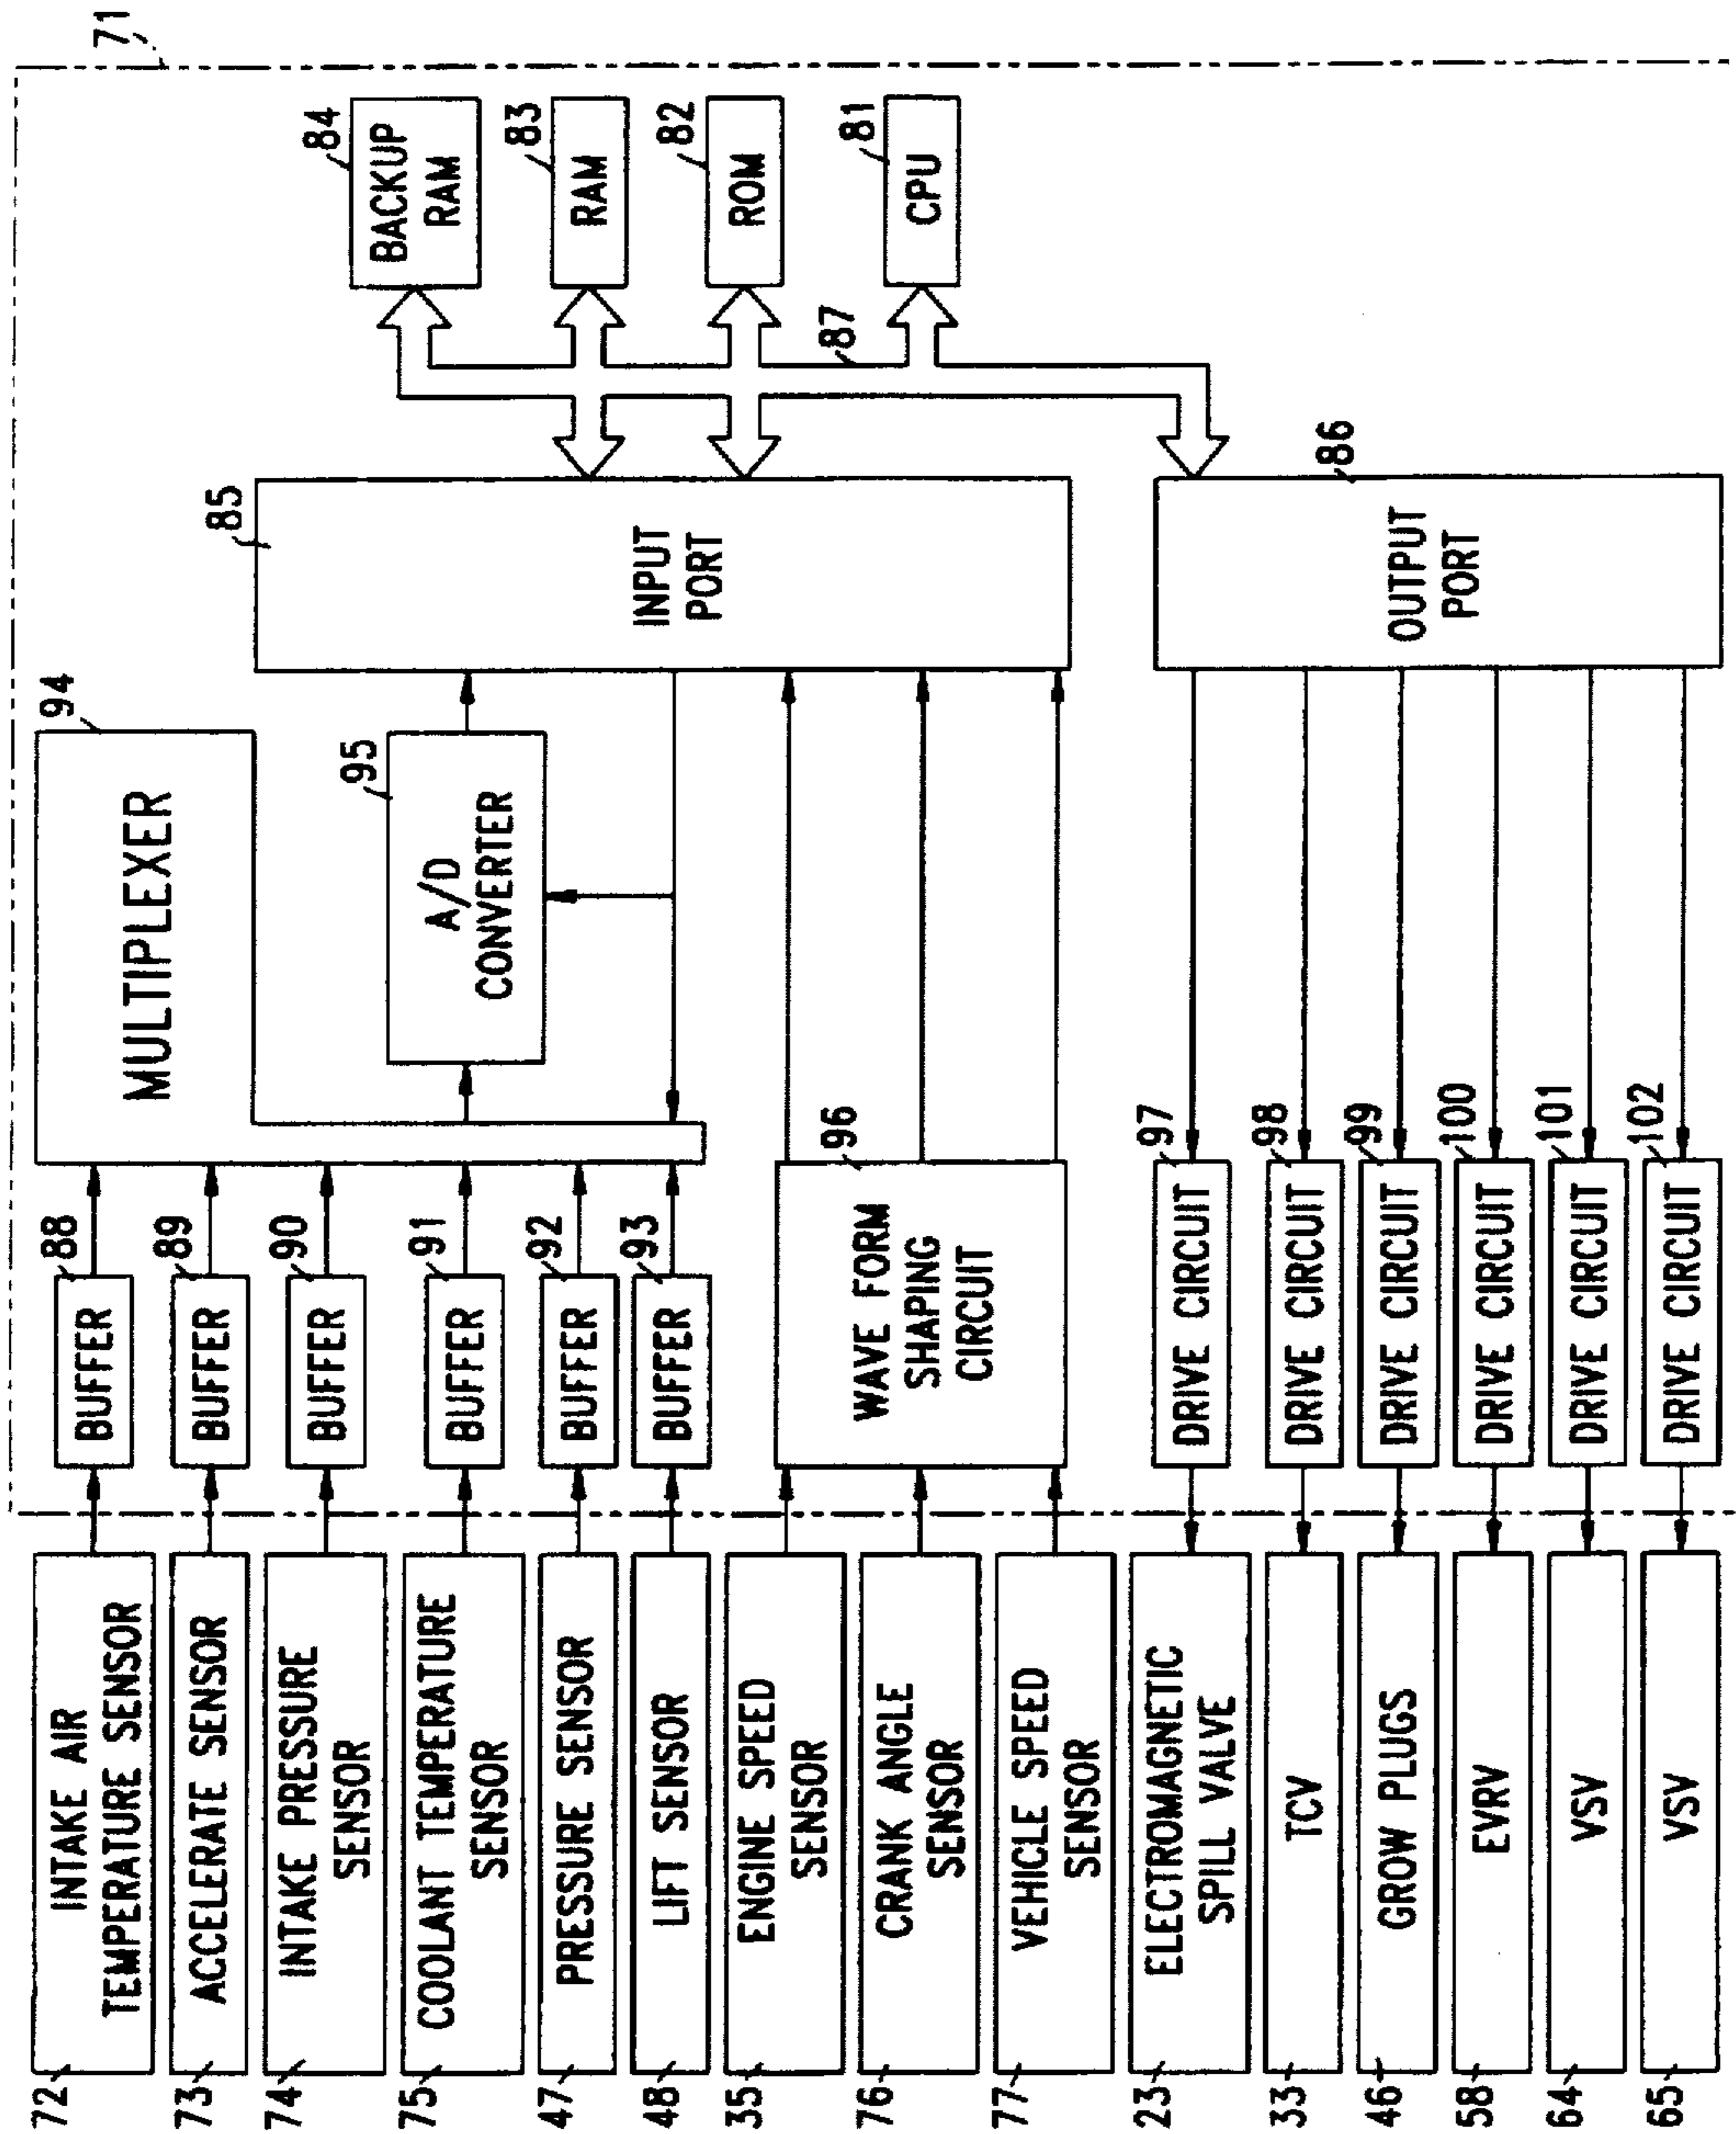 71
72
INTAKE AIR
TEMPERATURE SENSOR
73
ACCELERATE SENSOR
74
INTAKE PRESSURE
SENSOR
75
COOLANT TEMPERATURE
SENSOR
47
PRESSURE SENSOR
48
LIFT SENSOR
35
ENGINE SPEED
SENSOR
76
CRANK ANGLE
SENSOR
77
VEHICLE SPEED
SENSOR
23
ELECTROMAGNETIC
SPILL VALVE
33
TCV
46
GROW PLUGS
58
EVRV
64
VSV
65
VSV
BUFFER
88
BUFFER
89
BUFFER
90
BUFFER
91
BUFFER
92
BUFFER
93
WAVE FORM
SHAPING
CIRCUIT
96
DRIVE CIRCUIT
97
DRIVE CIRCUIT
98
DRIVE CIRCUIT
99
DRIVE CIRCUIT
100
DRIVE CIRCUIT
101
DRIVE CIRCUIT
102
MULTIPLEXER
94
A/D
CONVERTER
95
INPUT
PORT
85
OUTPUT
PORT
86
87
BACKUP
RAM
84
RAM
83
ROM
82
CPU
81